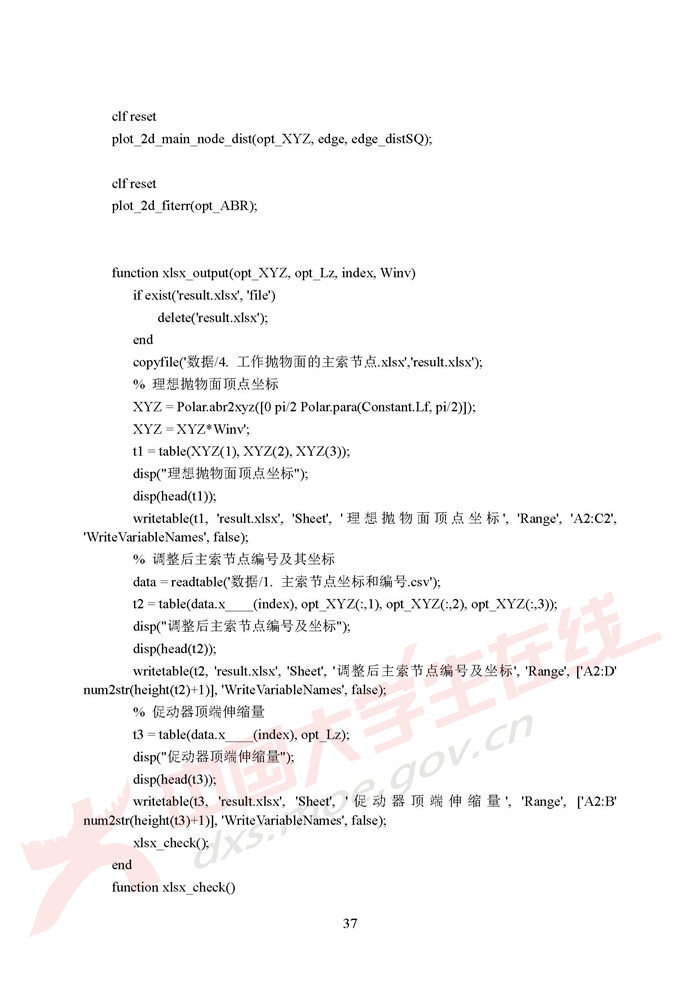 clf reset
plot_2d_main_node_dist(opt_XYZ, edge, edge_distSQ);
clf reset
plot_2d_fiterr(opt_ABR);
function xlsx_output(opt_XYZ, opt_Lz, index, Winv)
if exist('result.xlsx', 'file')
delete('result.xlsx');
end
copyfile('数据/4. 工作抛物面的主索节点.xlsx','result.xlsx');
% 理想抛物面顶点坐标
XYZ = Polar.abr2xyz([0 pi/2 Polar.para(Constant.Lf, pi/2)]);
XYZ = XYZ*Winv';
t1 = table(XYZ(1), XYZ(2), XYZ(3));
disp("理想抛物面顶点坐标");
disp(head(t1));
writetable(t1, 'result.xlsx', 'Sheet', '理想抛物面顶点坐标', 'Range', 'A2:C2',
'WriteVariableNames', false);
% 调整后主索节点编号及其坐标
data = readtable('数据/1. 主索节点坐标和编号.csv');
t2 = table(data.x____(index), opt_XYZ(:,1), opt_XYZ(:,2), opt_XYZ(:,3));
disp("调整后主索节点编号及坐标");
disp(head(t2));
writetable(t2, 'result.xlsx', 'Sheet', '调整后主索节点编号及坐标', 'Range', ['A2:D'
num2str(height(t2)+1)], 'WriteVariableNames', false);
% 促动器顶端伸缩量
t3 = table(data.x____(index), opt_Lz);
disp("促动器顶端伸缩量");
disp(head(t3));
writetable(t3, 'result.xlsx', 'Sheet', '促动器顶端伸缩量', 'Range', ['A2:B'
num2str(height(t3)+1)], 'WriteVariableNames', false);
xlsx_check();
end
function xlsx_check()
37
中国大学生在线
dxs.moe.gov.cn